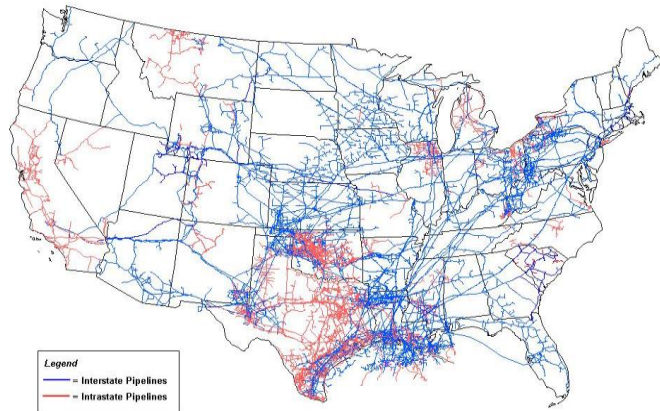 Legend
= Interstate Pipelines
= Intrastate Pipelines